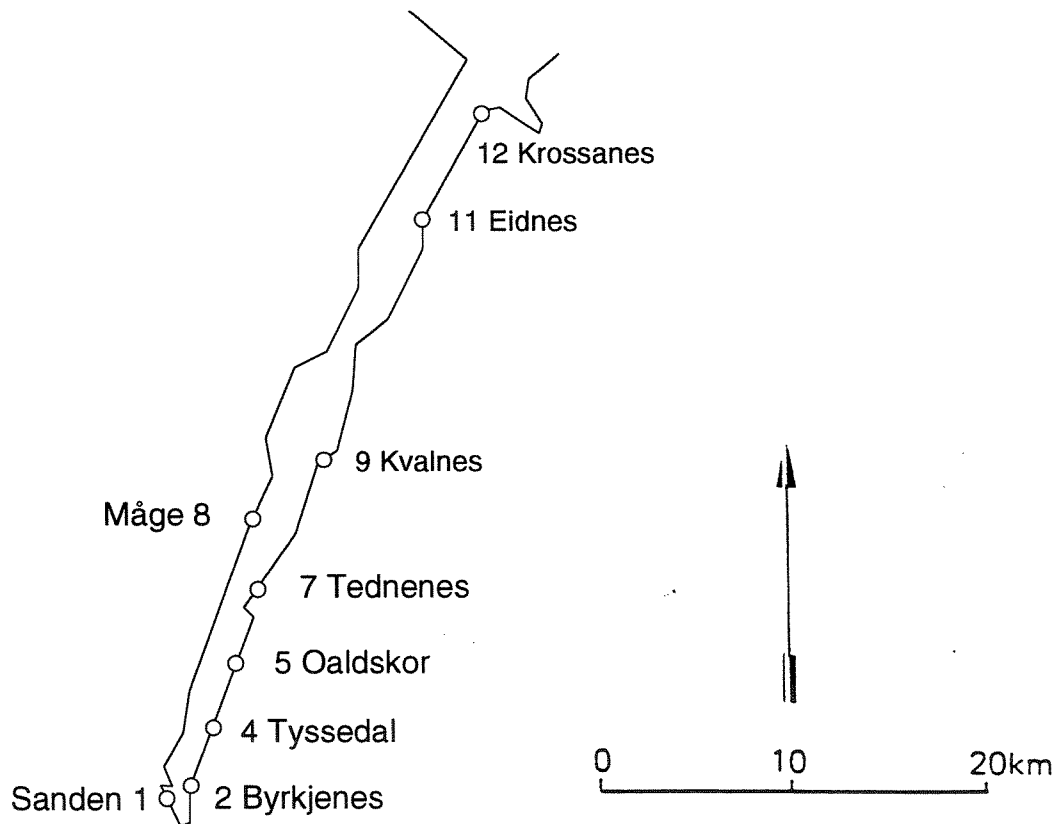 12 Krossanes
11 Eidnes
9 Kvalnes
Måge 8
7 Tednenes
5 Oaldskor
4 Tyssedal
Sanden 1
2 Byrkjenes
0 10 20km